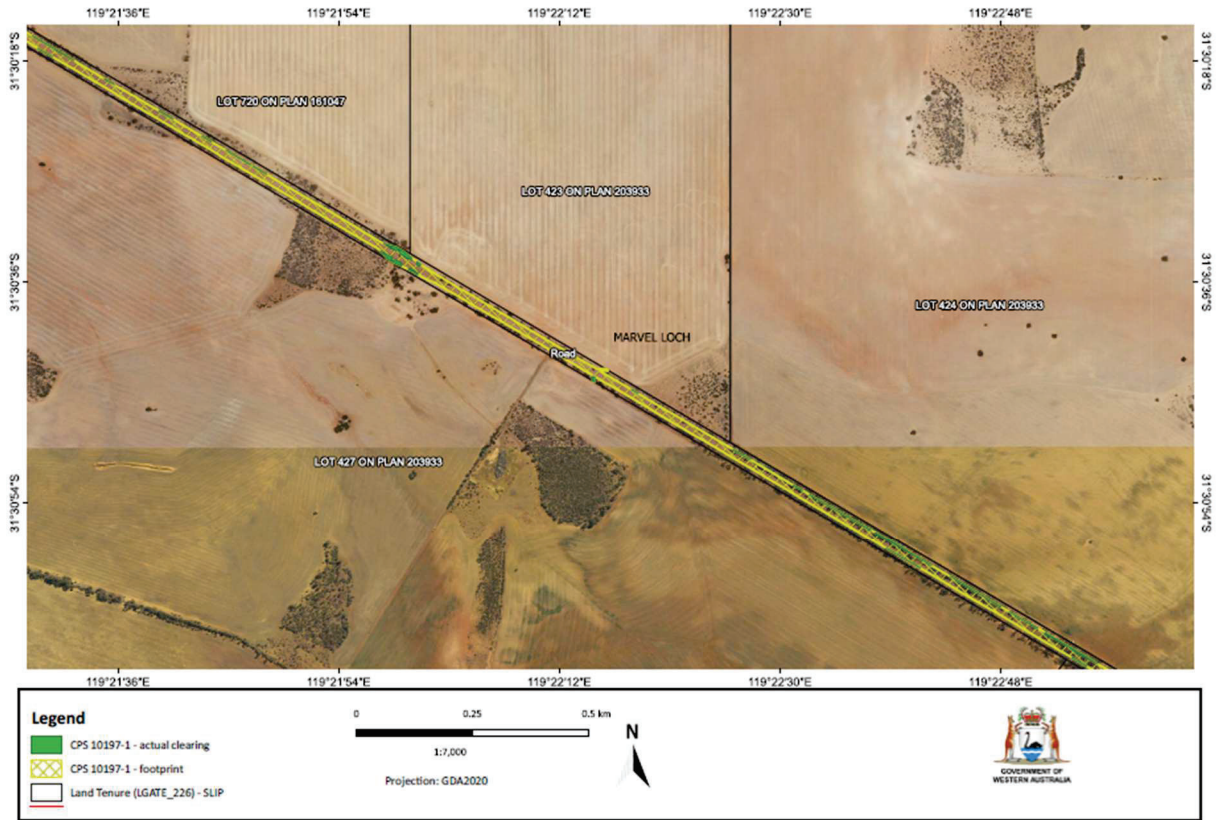 119°21'36"E 119°21'54"E 119°22'12"E 119°22'30"E 119°22'48"E
31°30'18"S 31°30'18"S
LOT 720 ON PLAN 161047
LOT 423 ON PLAN 203933
31°30'36"S 31°30'36"S
LOT 424 ON PLAN 203933
MARVEL LOCH
Road
LOT 427 ON PLAN 203933
31°30'54"S 31°30'54"S
119°21'36"E 119°21'54"E 119°22'12"E 119°22'30"E 119°22'48"E
Legend
CPS 10197-1 - actual clearing
CPS 10197-1 - footprint
Land Tenure (LGATE_226) - SLIP
0 0.25 0.5 km
1:7,000
Projection: GDA2020
N
GOVERNMENT OF
WESTERN AUSTRALIA